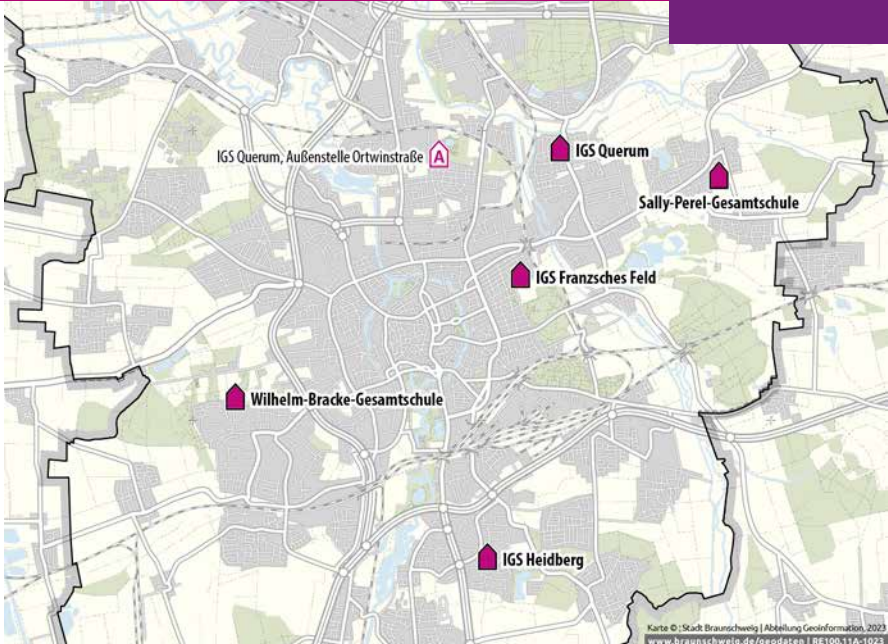 IGS Querum, Außenstelle Ortwinstraße
A
IGS Querum
Sally-Perel-Gesamtschule
IGS Franzsches Feld
Wilhelm-Bracke-Gesamtschule
IGS Heidberg
Karte © : Stadt Braunschweig | Abteilung Geoinformation, 2023
www.braunschweig.de/geodaten | RE100.11A-1023